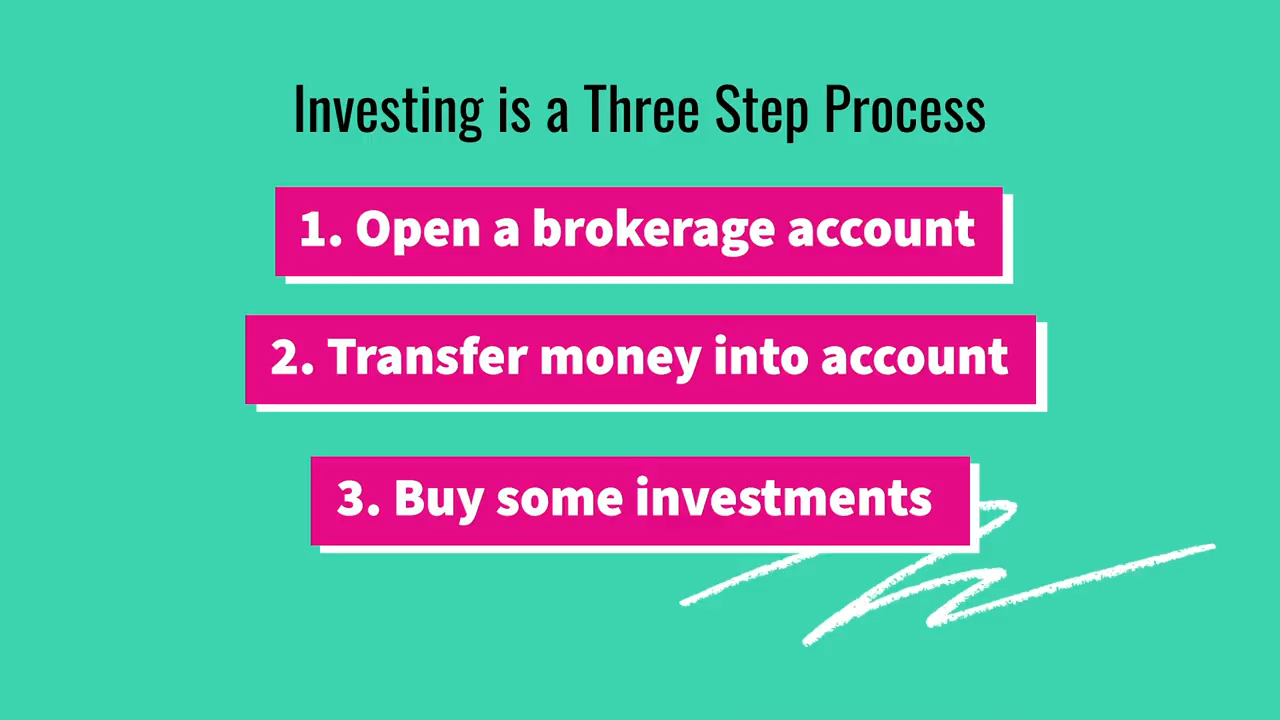 Investing is a Three Step Process
1. Open a brokerage account
2. Transfer money into account
3. Buy some investments